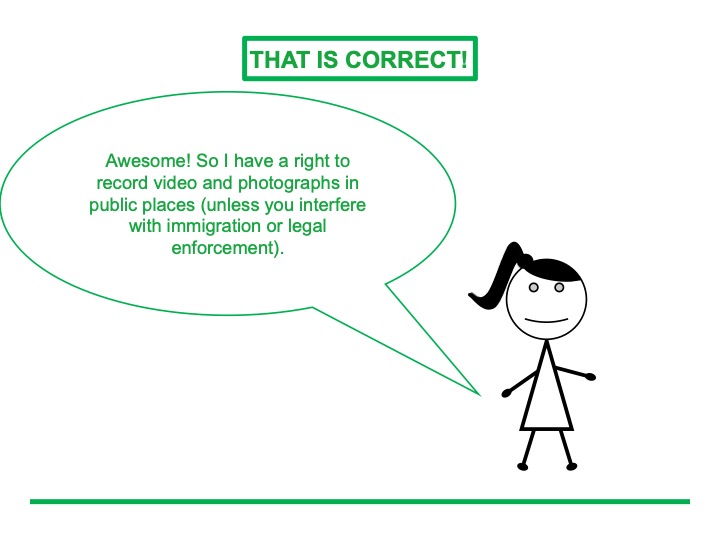 THAT IS CORRECT!
Awesome! So I have a right to
record video and photographs in
public places (unless you interfere
with immigration or legal
enforcement).